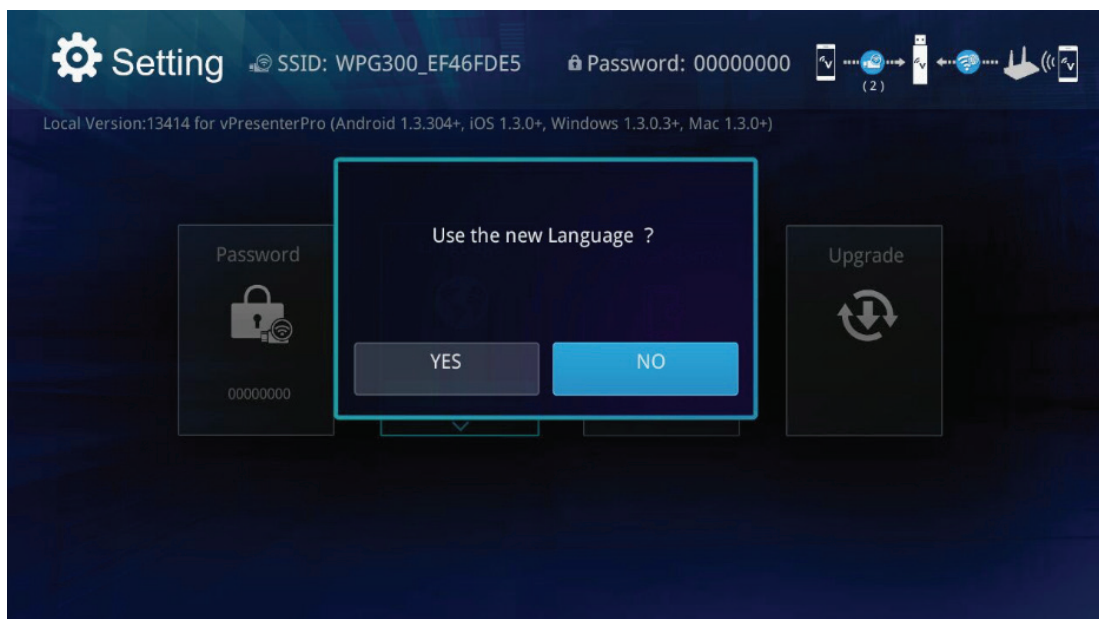 Setting SSID: WPG300_EF46FDE5 Password: 00000000
(2)
Local Version:13414 for vPresenterPro (Android 1.3.304+, iOS 1.3.0+, Windows 1.3.0.3+, Mac 1.3.0+)
Use the new Language ?
Password
Upgrade
YES NO
00000000